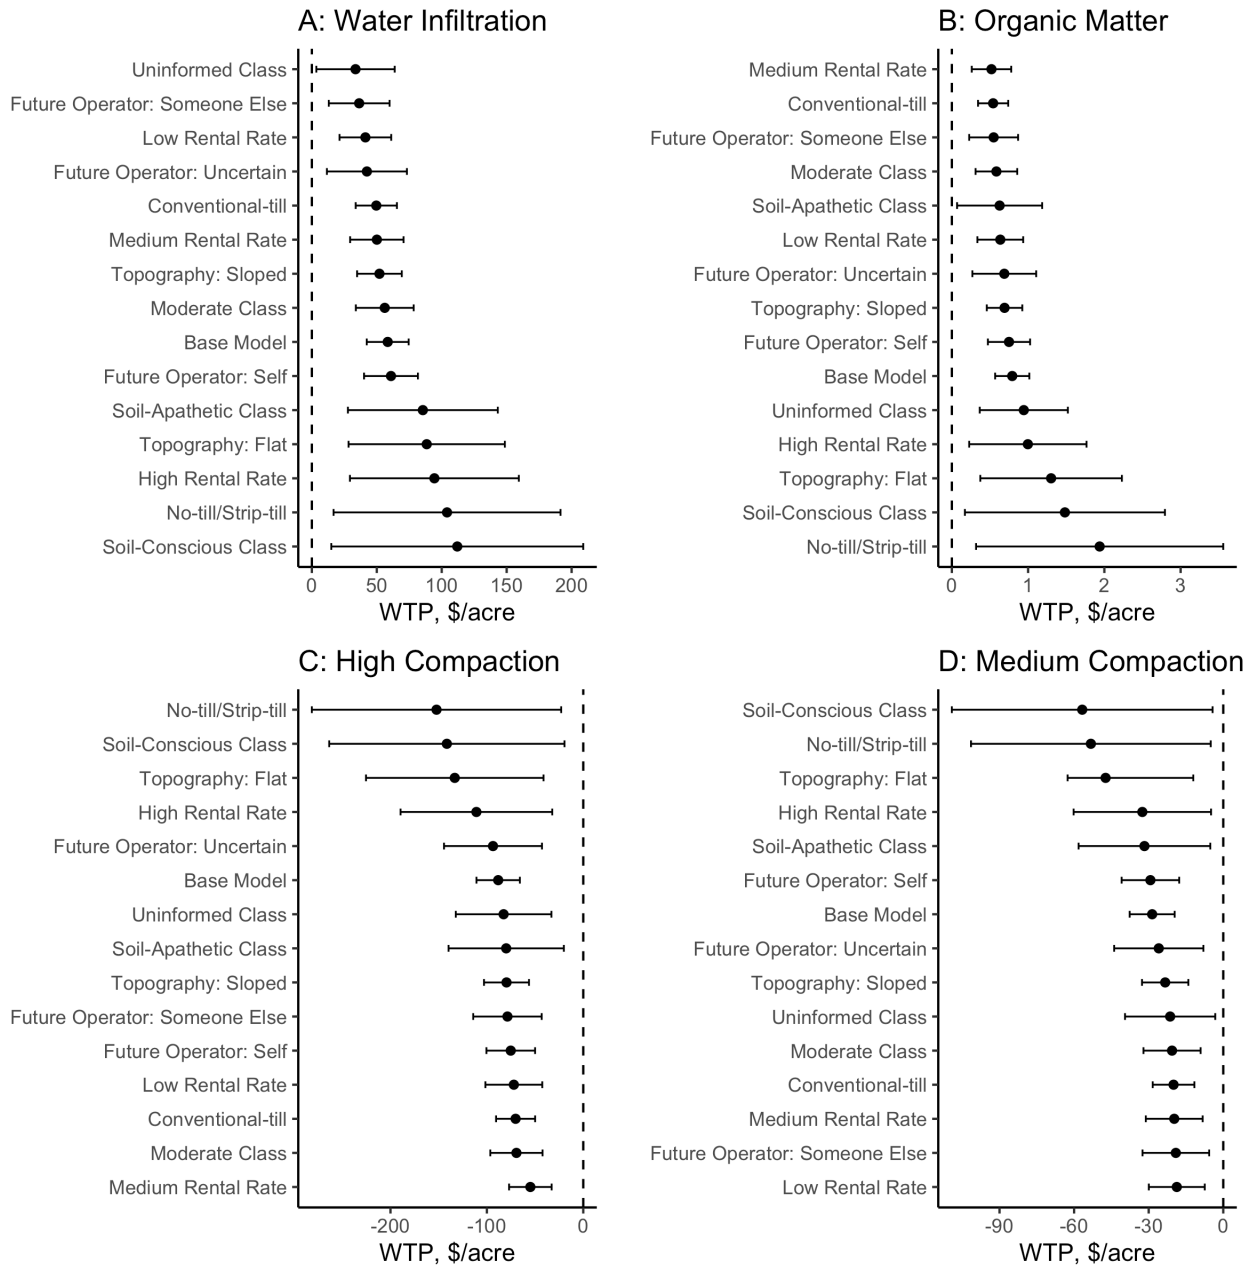 A: Water Infiltration
Uninformed Class
Future Operator: Someone Else
Low Rental Rate
Future Operator: Uncertain
Conventional-till
Medium Rental Rate
Topography: Sloped
Moderate Class
Base Model
Future Operator: Self
Soil-Apathetic Class
Topography: Flat
High Rental Rate
No-till/Strip-till
Soil-Conscious Class
0 50 100 150 200
WTP, $/acre
B: Organic Matter
Medium Rental Rate
Conventional-till
Future Operator: Someone Else
Moderate Class
Soil-Apathetic Class
Low Rental Rate
Future Operator: Uncertain
Topography: Sloped
Future Operator: Self
Base Model
Uninformed Class
High Rental Rate
Topography: Flat
Soil-Conscious Class
No-till/Strip-till
0 1 2 3
WTP, $/acre
C: High Compaction
No-till/Strip-till
Soil-Conscious Class
Topography: Flat
High Rental Rate
Future Operator: Uncertain
Base Model
Uninformed Class
Soil-Apathetic Class
Topography: Sloped
Future Operator: Someone Else
Future Operator: Self
Low Rental Rate
Conventional-till
Moderate Class
Medium Rental Rate
-200 -100 0
WTP, $/acre
D: Medium Compaction
Soil-Conscious Class
No-till/Strip-till
Topography: Flat
High Rental Rate
Soil-Apathetic Class
Future Operator: Self
Base Model
Future Operator: Uncertain
Topography: Sloped
Uninformed Class
Moderate Class
Conventional-till
Medium Rental Rate
Future Operator: Someone Else
Low Rental Rate
-90 -60 -30 0
WTP, $/acre